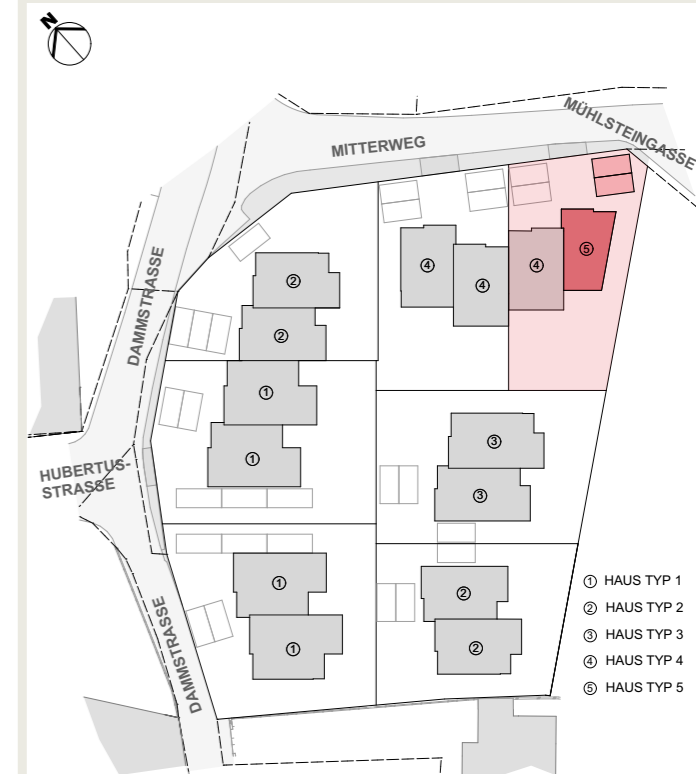 N
MÜHLSTEINGASSE
MITTERWEG
DAMMSTRASSE
④
⑤
④
④
②
②
①
③
①
③
HUBERTUS-
STRASSE
①
②
①
②
DAMMSTRASSE
① HAUS TYP 1
② HAUS TYP 2
③ HAUS TYP 3
④ HAUS TYP 4
⑤ HAUS TYP 5